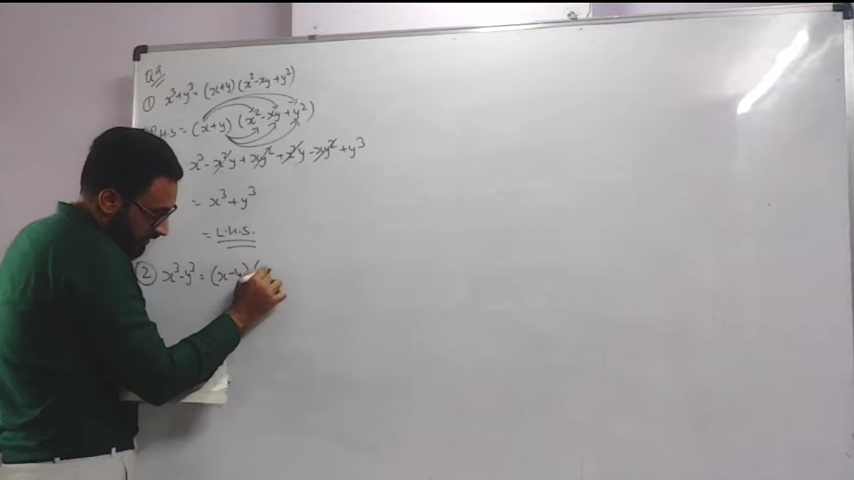 Q9
① x³+y³ = (x+y) (x²-xy+y²)
R.H.S = (x+y) (x²-xy+y²)
x³-x²y+xy²+x²y-xy²+y³
= x³+y³
= L.H.S.
② x³-y³ = (x-y) (